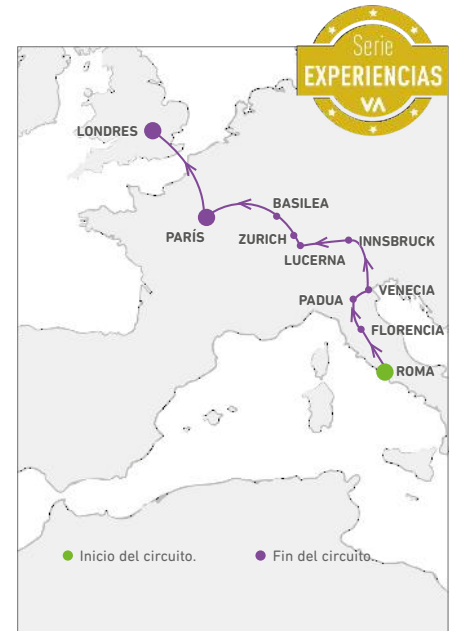 Serie
EXPERIENCIAS
VA
LONDRES
BASILEA
PARÍS
ZURICH
INNSBRUCK
LUCERNA
VENECIA
PADUA
FLORENCIA
ROMA
Inicio del circuito.
Fin del circuito.